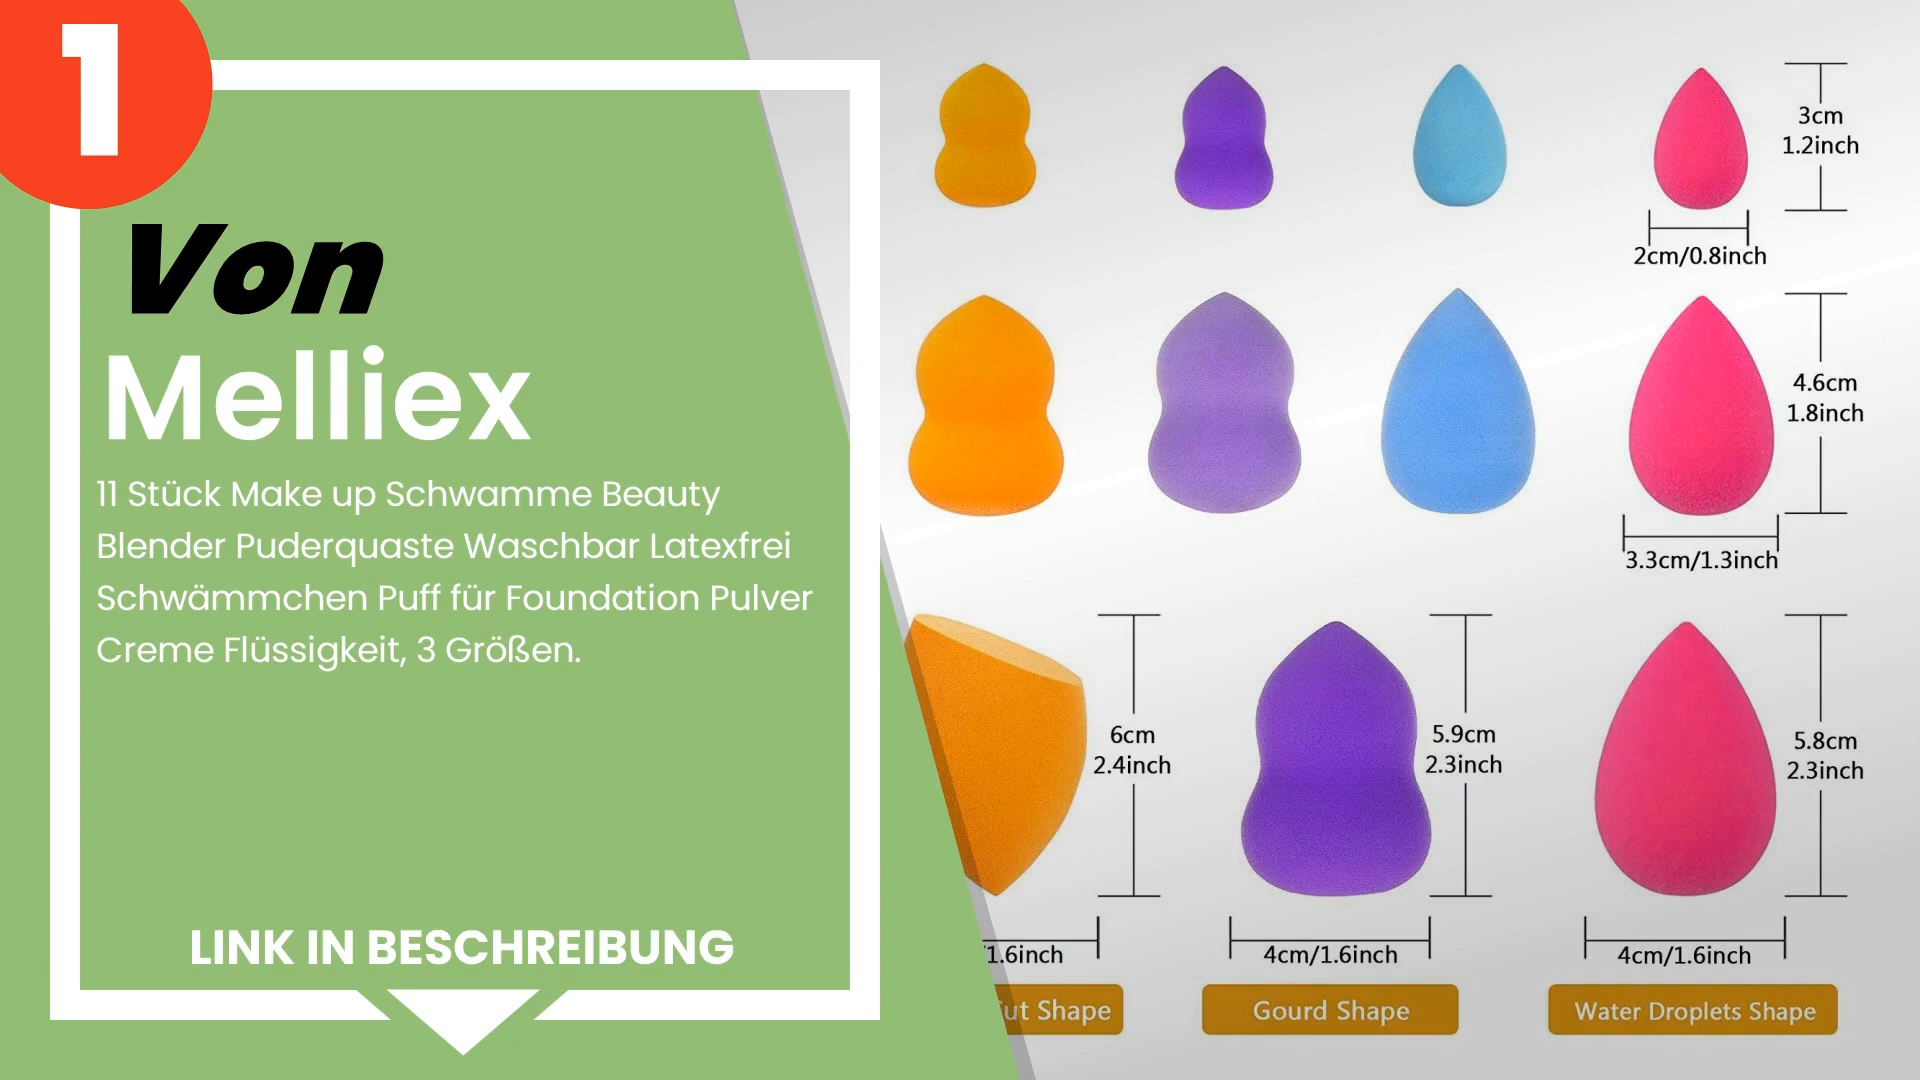 1
Von
Melliex
11 Stück Make up Schwamme Beauty
Blender Puderquaste Waschbar Latexfrei
Schwämmchen Puff für Foundation Pulver
Creme Flüssigkeit, 3 Größen.
LINK IN BESCHREIBUNG
3cm
1.2inch
2cm/0.8inch
4.6cm
1.8inch
3.3cm/1.3inch
6cm
2.4inch
5.9cm
2.3inch
5.8cm
2.3inch
/1.6inch
4cm/1.6inch
4cm/1.6inch
Shape
Gourd Shape
Water Droplets Shape